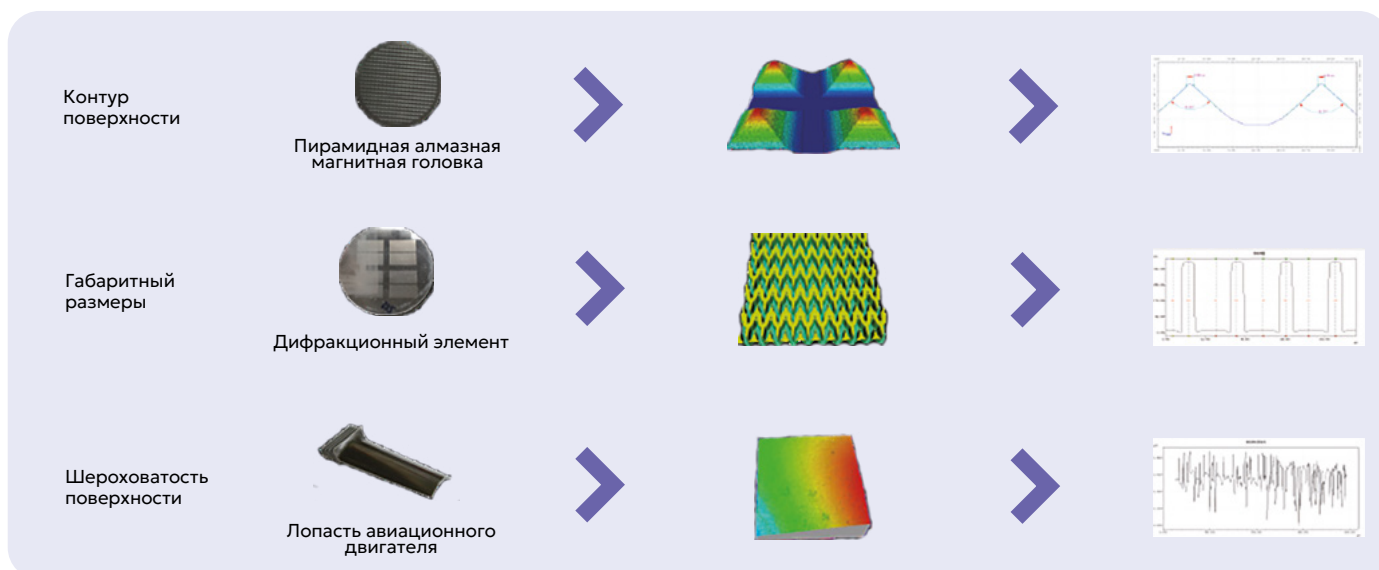 Контур
поверхности
Пирамидная алмазная
магнитная головка
Габаритный
размеры
Дифракционный элемент
Шероховатость
поверхности
Лопасть авиационного
двигателя